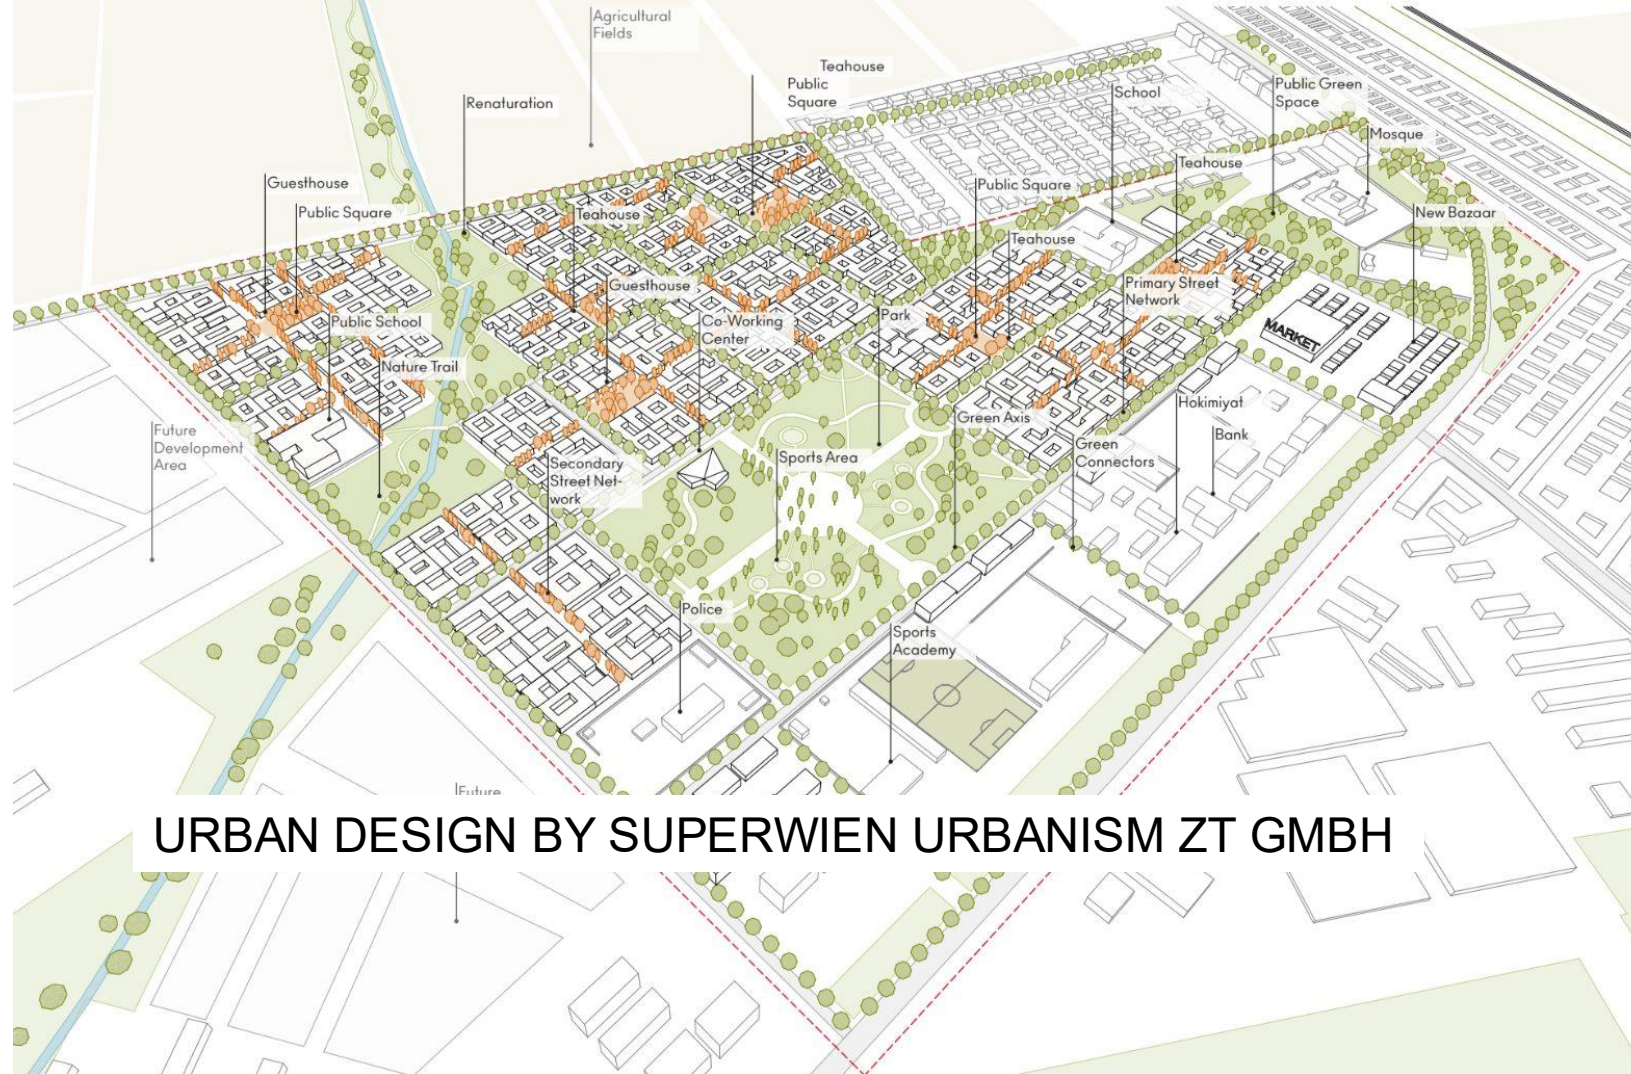 Agricultural
Fields
Teahouse
Public
Square
Renaturation
School
Public Green
Space
Mosque
Teahouse
Guesthouse
Public Square
Public Square
Teahouse
New Bazaar
Teahouse
Guesthouse
Primary Street
Network
Public School
Co-Working
Center
Park
MARKET
Nature Trail
Hokimiyat
Green Axis
Bank
Future
Development
Area
Green
Connectors
Sports Area
Secondary
Street Net-
work
Police
Sports
Academy
Future
URBAN DESIGN BY SUPERWIEN URBANISM ZT GMBH